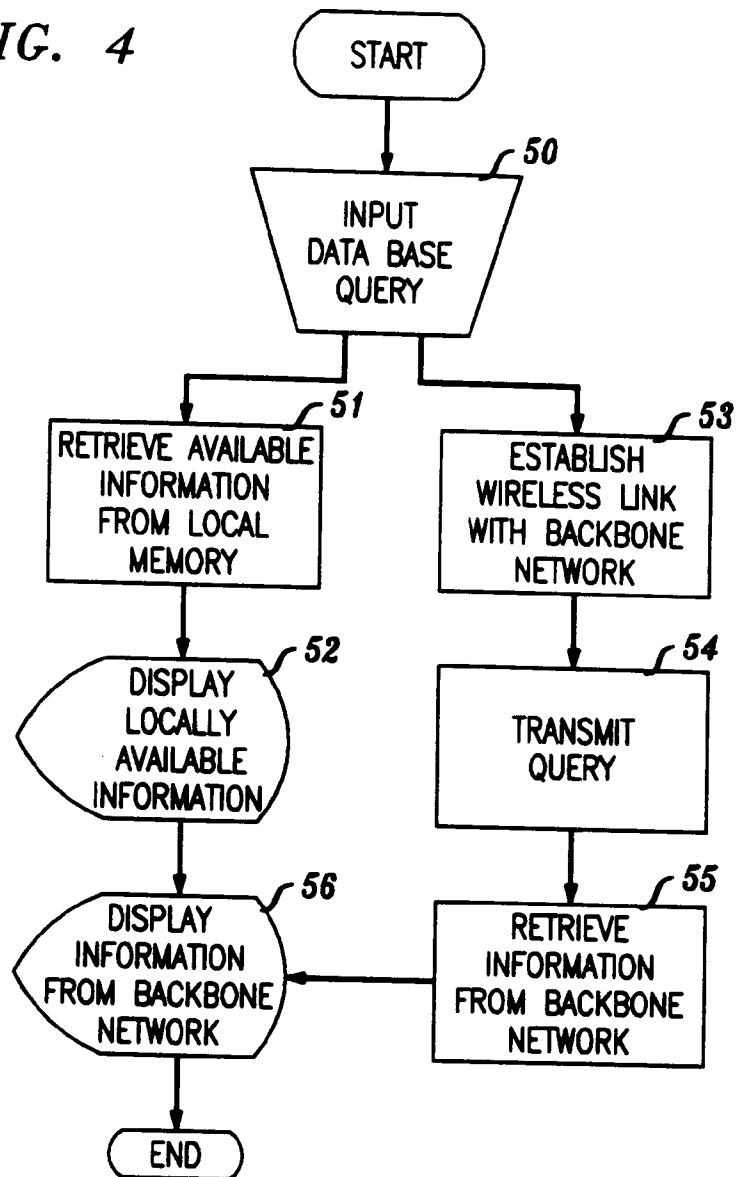 IG. 4
START
50
INPUT
DATA BASE
QUERY
51
RETRIEVE AVAILABLE
INFORMATION
FROM LOCAL
MEMORY
53
ESTABLISH
WIRELESS LINK
WITH BACKBONE
NETWORK
52
DISPLAY
LOCALLY
AVAILABLE
INFORMATION
54
TRANSMIT
QUERY
56
DISPLAY
INFORMATION
FROM BACKBONE
NETWORK
55
RETRIEVE
INFORMATION
FROM BACKBONE
NETWORK
END